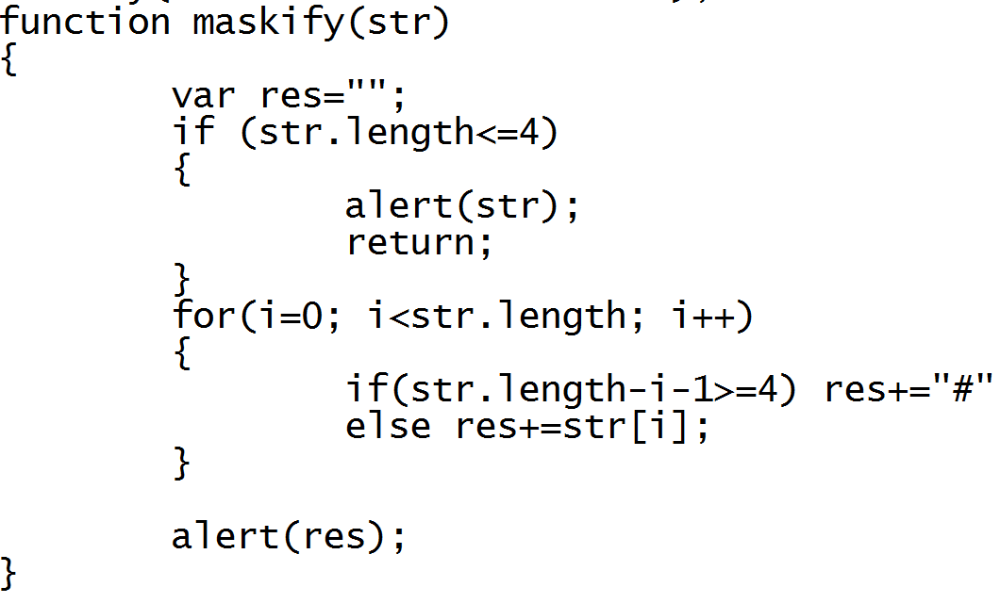 function maskify(str)
{
        var res="";
        if (str.length<=4)
        {
                alert(str);
                return;
        }
        for(i=0; i<str.length; i++)
        {
                if(str.length-i-1>=4) res+="#"
                else res+=str[i];
        }

        alert(res);
}